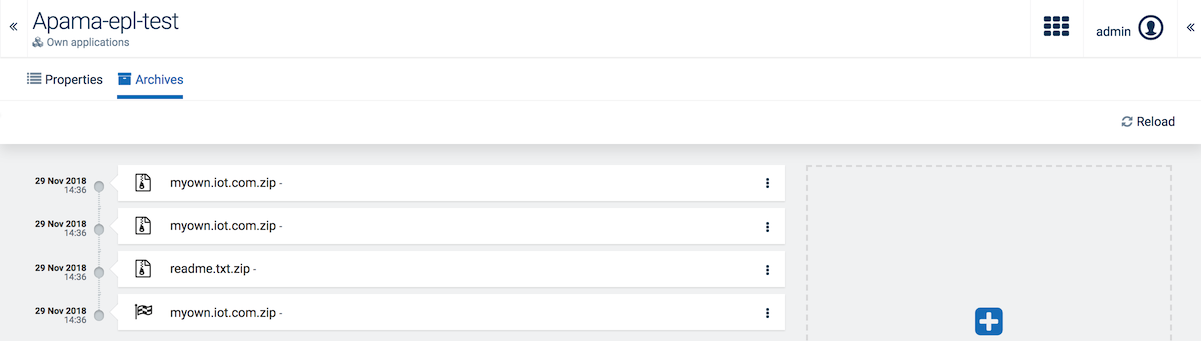 Apama-epl-test
Own applications
admin
Properties
Archives
Reload
29 Nov 2018
14:36
myown.iot.com.zip -
29 Nov 2018
14:36
myown.iot.com.zip -
29 Nov 2018
14:36
readme.txt.zip -
29 Nov 2018
14:36
myown.iot.com.zip -